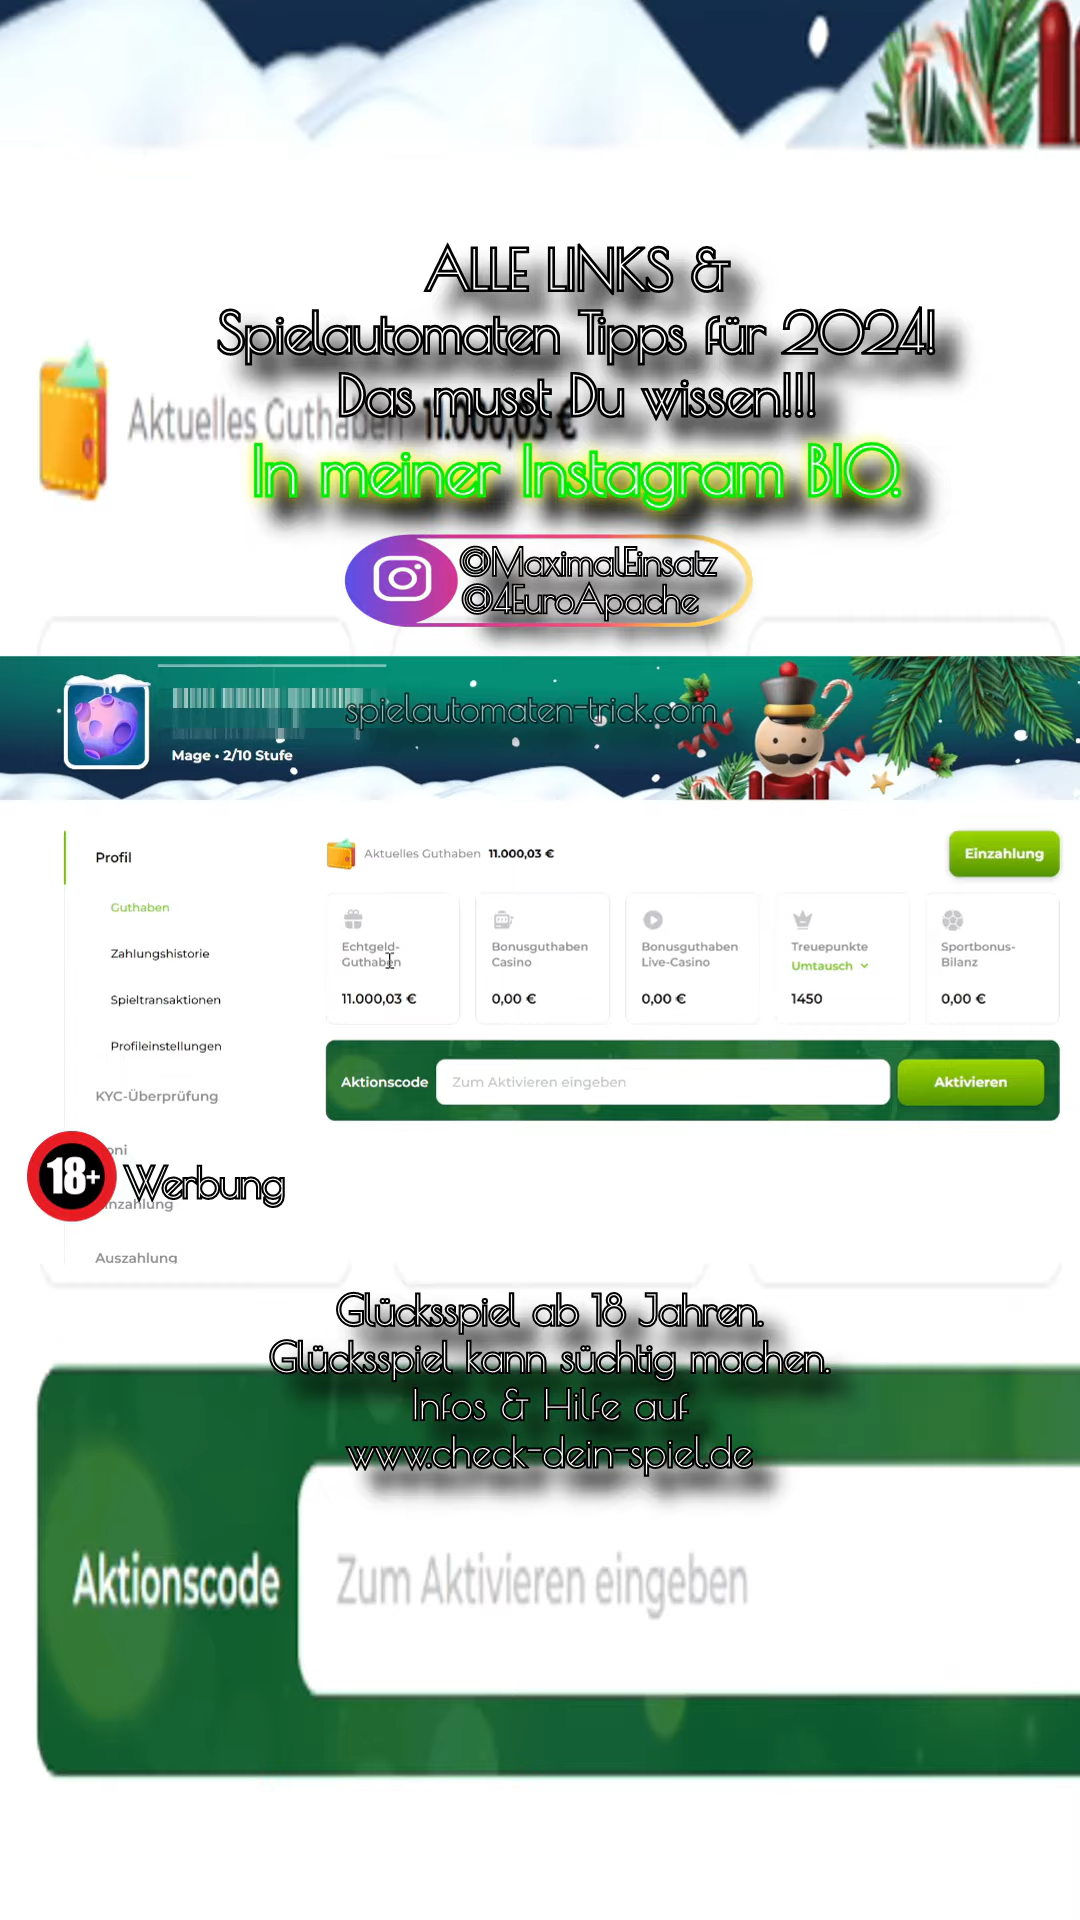 ALLE LINKS &
Spielautomaten Tipps für 2024!
Das musst Du wissen!!!
Aktuelles Guthaben 11.000,03 €
In meiner Instagram BIO.
@MaximalEinsatz
@4EuroApache
spielautomaten-trick.com
Mage • 2/10 Stufe
Profil
Guthaben
Zahlungshistorie
Spieltransaktionen
Profileinstellungen
KYC-Überprüfung
Auszahlung
Aktuelles Guthaben 11.000,03 €
Einzahlung
Echtgeld-
Guthaben
11.000,03 €
Bonusguthaben
Casino
0,00 €
Bonusguthaben
Live-Casino
0,00 €
Treuepunkte
Umtausch
1450
Sportbonus-
Bilanz
0,00 €
Aktionscode
Zum Aktivieren eingeben
Aktivieren
18+
Werbung
Glücksspiel ab 18 Jahren.
Glücksspiel kann süchtig machen.
Infos & Hilfe auf
www.check-dein-spiel.de
Aktionscode
Zum Aktivieren eingeben